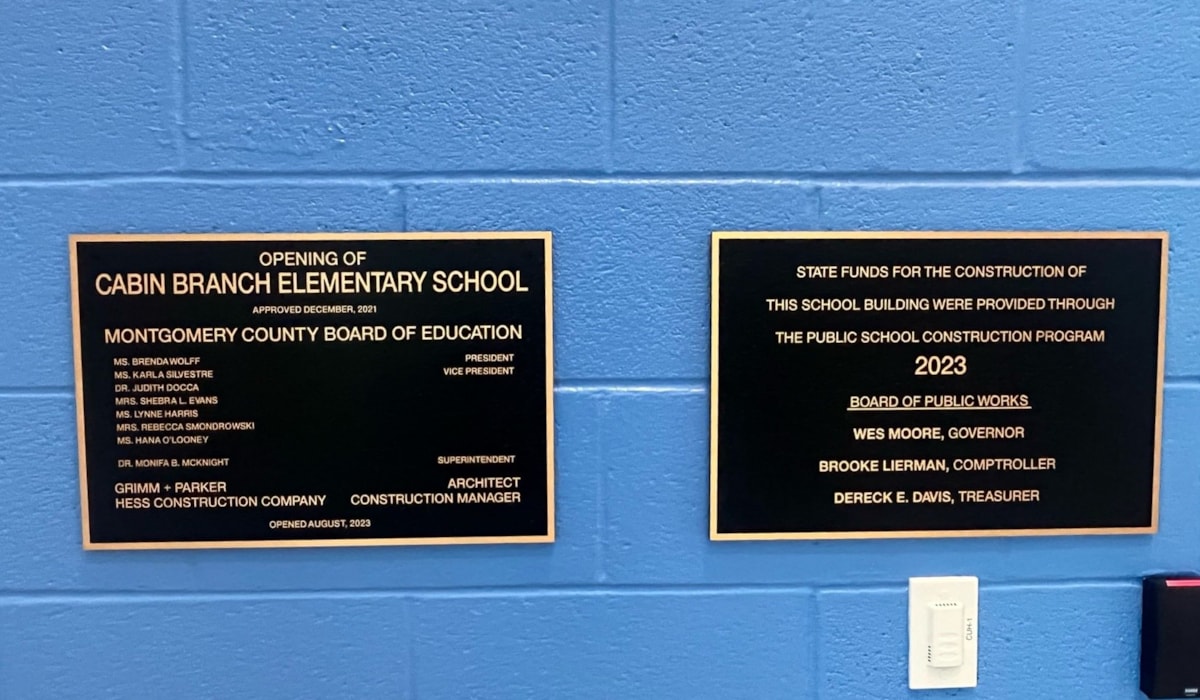 OPENING OF
CABIN BRANCH ELEMENTARY SCHOOL
APPROVED DECEMBER, 2021
MONTGOMERY COUNTY BOARD OF EDUCATION
MS. BRENDA WOLFF PRESIDENT
MS. KARLA SILVESTRE VICE PRESIDENT
DR. JUDITH DOCCA
MRS. SHEBRA L. EVANS
MS. LYNNE HARRIS
MRS. REBECCA SMONDROWSKI
MS. HANA O'LOONEY
DR. MONIFA B. MCKNIGHT SUPERINTENDENT
GRIMM + PARKER ARCHITECT
HESS CONSTRUCTION COMPANY CONSTRUCTION MANAGER
OPENED AUGUST, 2023
STATE FUNDS FOR THE CONSTRUCTION OF
THIS SCHOOL BUILDING WERE PROVIDED THROUGH
THE PUBLIC SCHOOL CONSTRUCTION PROGRAM
2023
BOARD OF PUBLIC WORKS
WES MOORE, GOVERNOR
BROOKE LIERMAN, COMPTROLLER
DERECK E. DAVIS, TREASURER
CUH-1